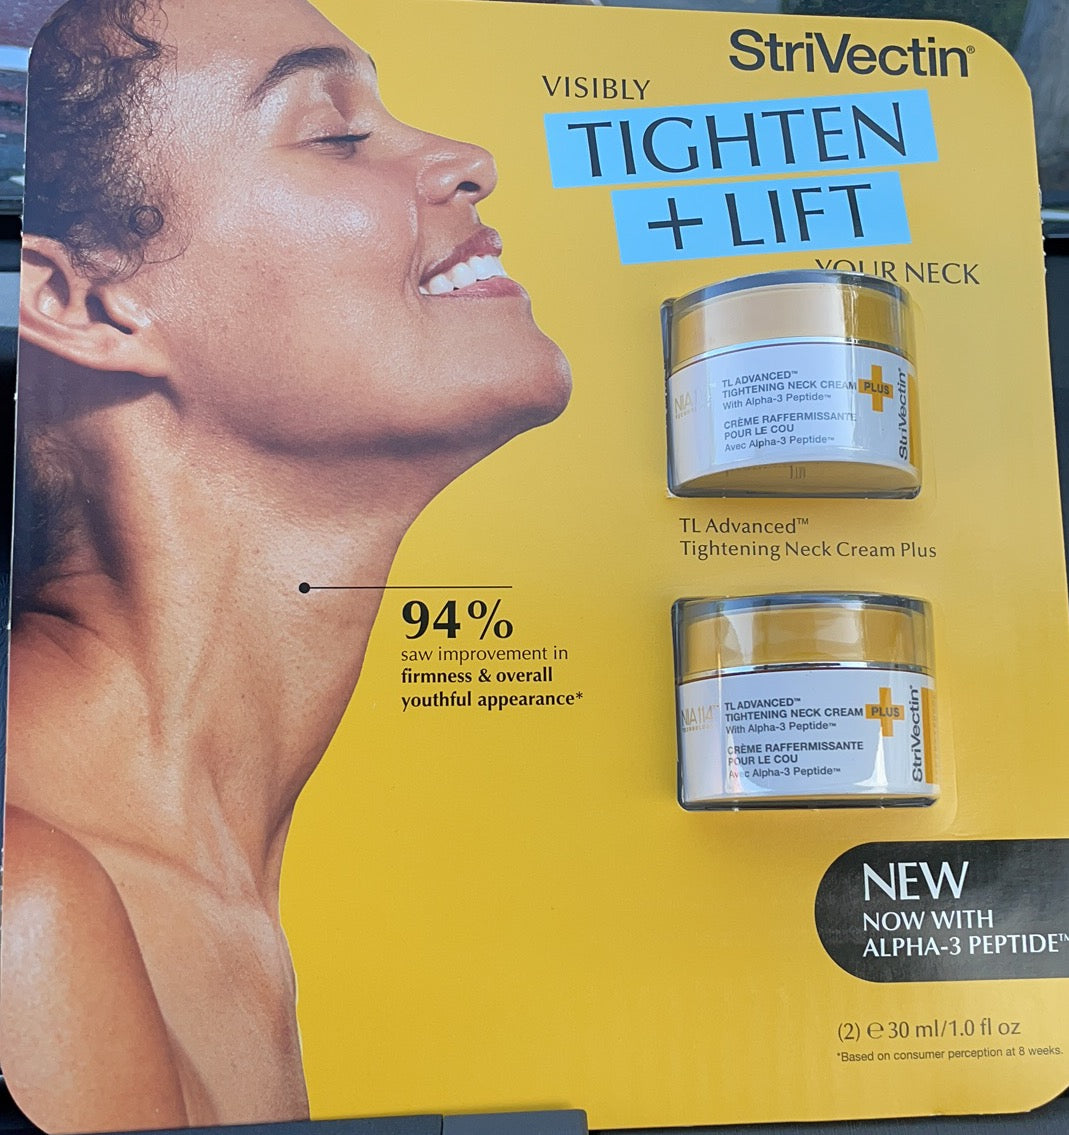 StriVectin®
VISIBLY
TIGHTEN
+ LIFT
YOUR NECK
NIA114
TL ADVANCED™
TIGHTENING NECK CREAM PLUS
With Alpha-3 Peptide™
CRÈME RAFFERMISSANTE
POUR LE COU
Avec Alpha-3 Peptide™
StriVectin®
TL Advanced™
Tightening Neck Cream Plus
94%
saw improvement in
firmness & overall
youthful appearance*
NIA114™
TL ADVANCED™
TIGHTENING NECK CREAM PLUS
With Alpha-3 Peptide™
CRÈME RAFFERMISSANTE
POUR LE COU
Avec Alpha-3 Peptide™
StriVectin®
NEW
NOW WITH
ALPHA-3 PEPTIDE™
(2) ℮ 30 ml/1.0 fl oz
*Based on consumer perception at 8 weeks.